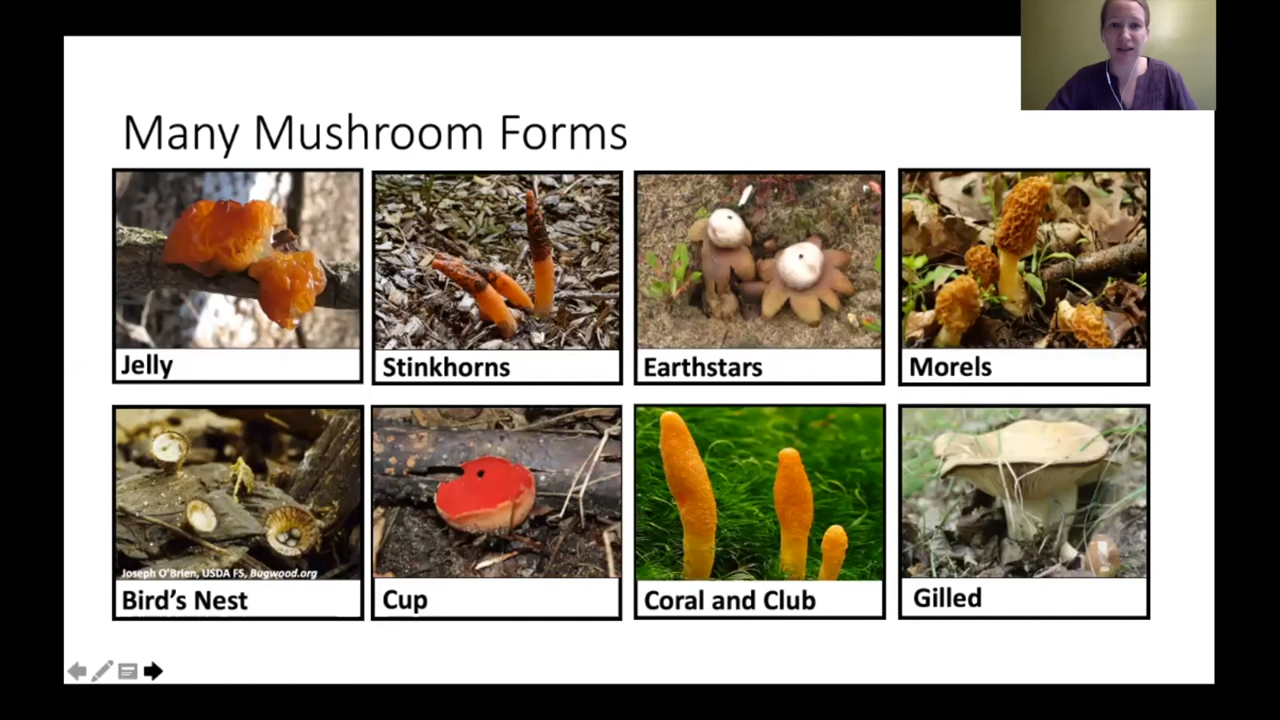 Many Mushroom Forms
Jelly
Stinkhorns
Earthstars
Morels
Joseph O'Brien, USDA FS, Bugwood.org
Bird's Nest
Cup
Coral and Club
Gilled